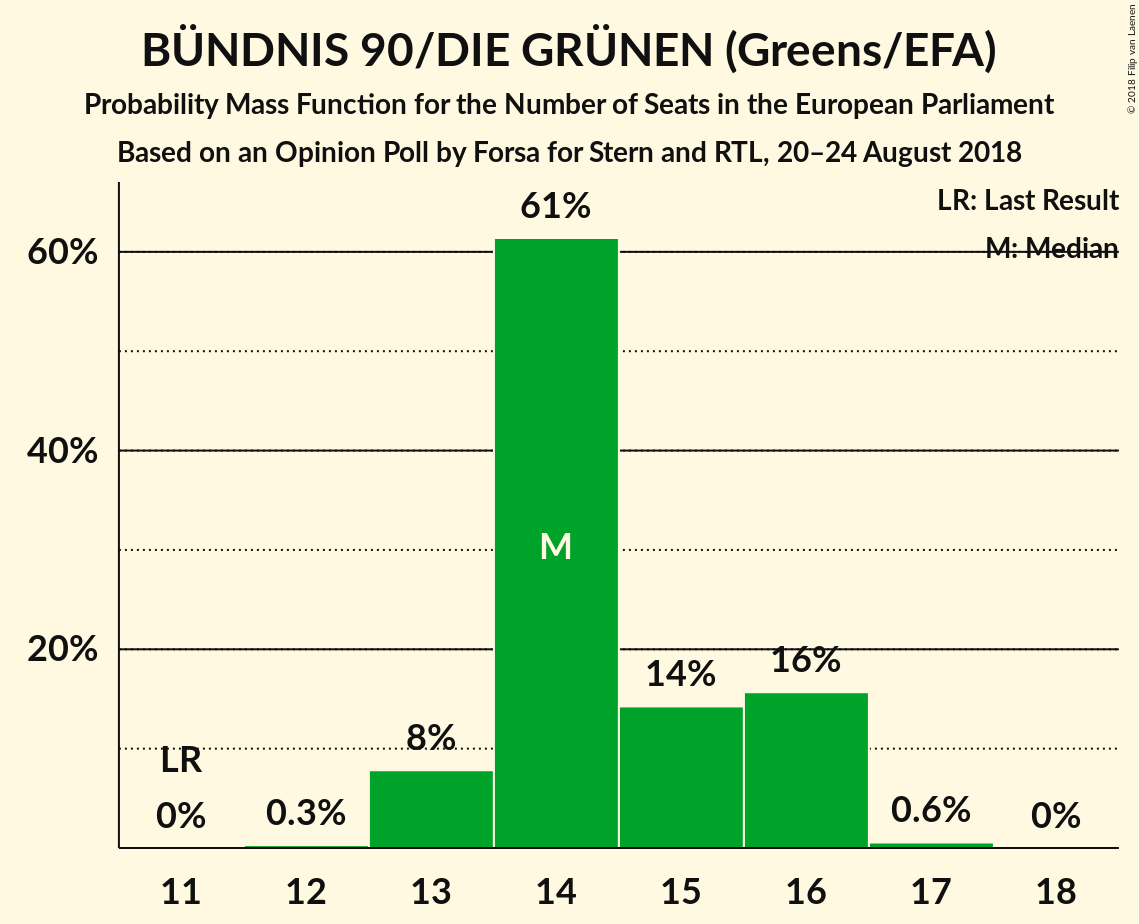 BÜNDNIS 90/DIE GRÜNEN (Greens/EFA)
Probability Mass Function for the Number of Seats in the European Parliament
Based on an Opinion Poll by Forsa for Stern and RTL, 20–24 August 2018
© 2018 Filip van Laenen
LR: Last Result
M: Median
60%
40%
20%
LR
0%
0.3%
8%
61%
M
14%
16%
0.6%
0%
11 12 13 14 15 16 17 18